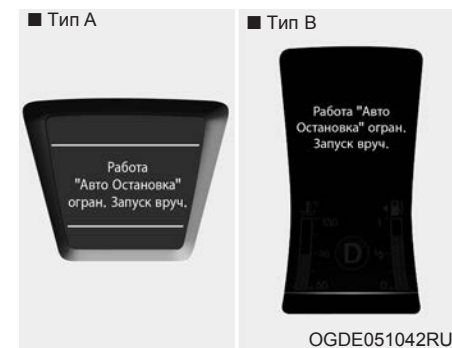 ■ Тип A
Работа
"Авто Остановка"
огран. Запуск вруч.
■ Тип B
Работа "Авто
Остановка" огран.
Запуск вруч.
D
OGDE051042RU